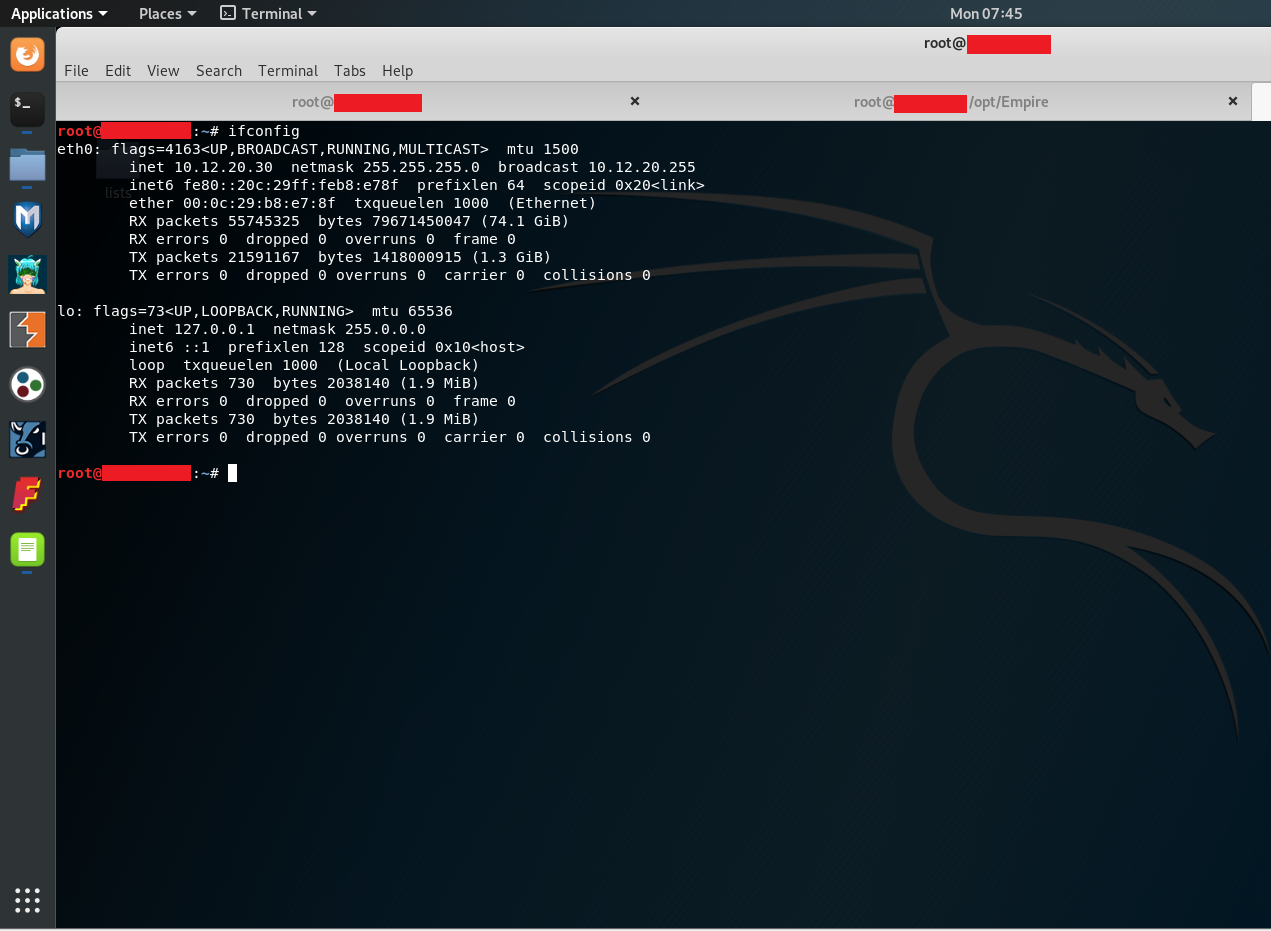 Applications Places Terminal Mon 07:45
root@
File Edit View Search Terminal Tabs Help
root@ × root@ /opt/Empire ×
root@ :~# ifconfig
eth0: flags=4163<UP,BROADCAST,RUNNING,MULTICAST>  mtu 1500
        inet 10.12.20.30  netmask 255.255.255.0  broadcast 10.12.20.255
        inet6 fe80::20c:29ff:feb8:e78f  prefixlen 64  scopeid 0x20<link>
lists
        ether 00:0c:29:b8:e7:8f  txqueuelen 1000  (Ethernet)
        RX packets 55745325  bytes 79671450047 (74.1 GiB)
        RX errors 0  dropped 0  overruns 0  frame 0
        TX packets 21591167  bytes 1418000915 (1.3 GiB)
        TX errors 0  dropped 0 overruns 0  carrier 0  collisions 0
lo: flags=73<UP,LOOPBACK,RUNNING>  mtu 65536
        inet 127.0.0.1  netmask 255.0.0.0
        inet6 ::1  prefixlen 128  scopeid 0x10<host>
        loop  txqueuelen 1000  (Local Loopback)
        RX packets 730  bytes 2038140 (1.9 MiB)
        RX errors 0  dropped 0  overruns 0  frame 0
        TX packets 730  bytes 2038140 (1.9 MiB)
        TX errors 0  dropped 0 overruns 0  carrier 0  collisions 0
root@ :~#